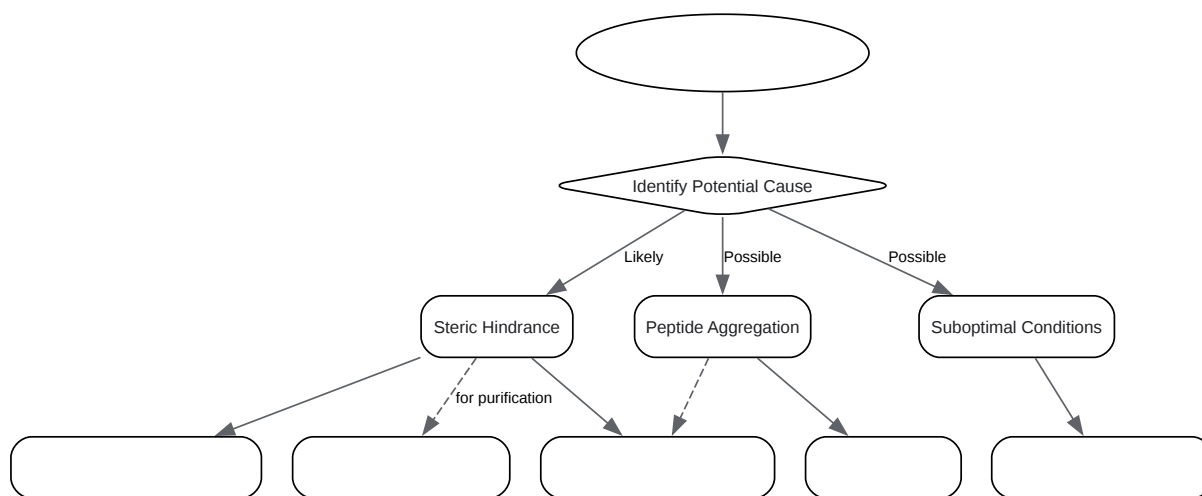 Identify Potential Cause
Likely
Possible
Possible
Steric Hindrance
Peptide Aggregation
Suboptimal Conditions
for purification